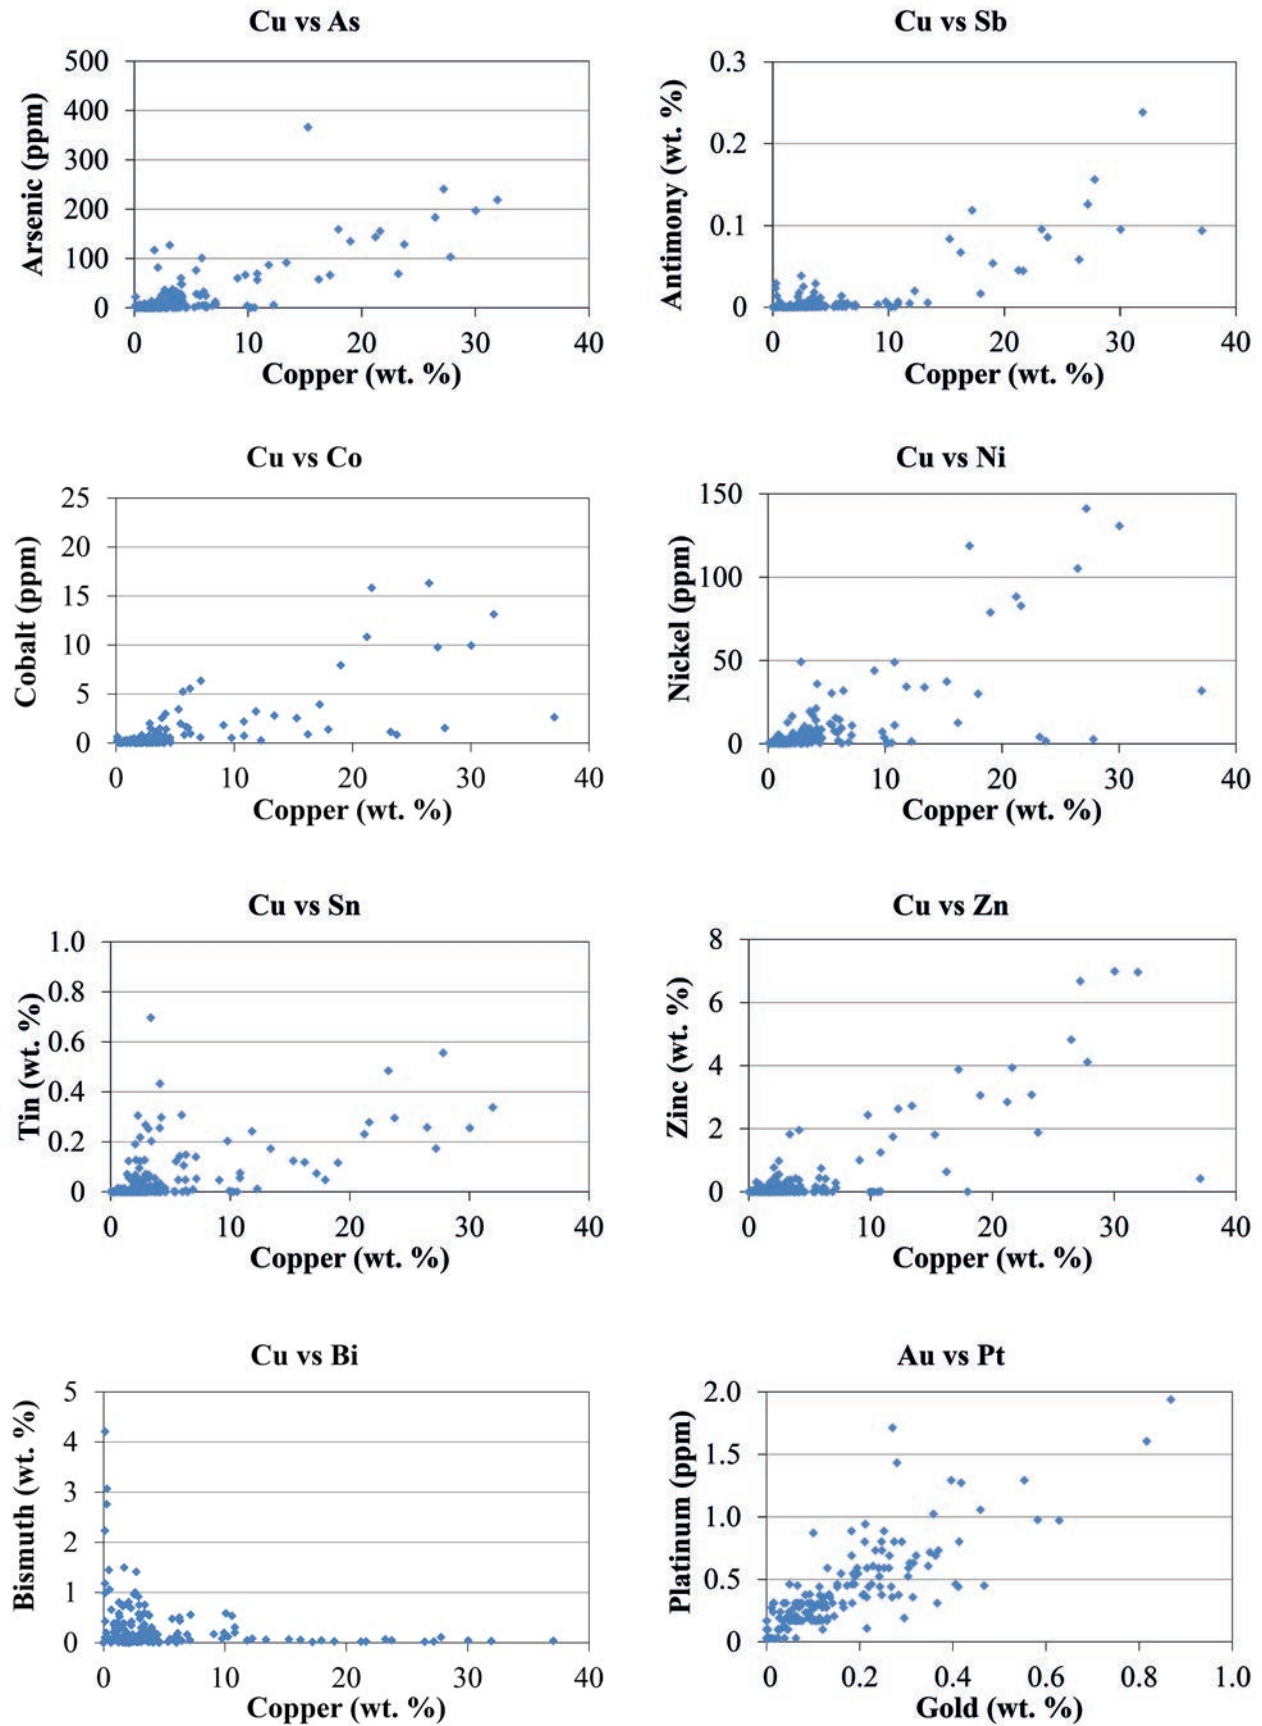 Cu vs As
500
400
300
200
100
0
Arsenic (ppm)
0 10 20 30 40
Copper (wt. %)
Cu vs Sb
0.3
0.2
0.1
0
Antimony (wt. %)
0 10 20 30 40
Copper (wt. %)
Cu vs Co
25
20
15
10
5
0
Cobalt (ppm)
0 10 20 30 40
Copper (wt. %)
Cu vs Ni
150
100
50
0
Nickel (ppm)
0 10 20 30 40
Copper (wt. %)
Cu vs Sn
1.0
0.8
0.6
0.4
0.2
0
Tin (wt. %)
0 10 20 30 40
Copper (wt. %)
Cu vs Zn
8
6
4
2
0
Zinc (wt. %)
0 10 20 30 40
Copper (wt. %)
Cu vs Bi
5
4
3
2
1
0
Bismuth (wt. %)
0 10 20 30 40
Copper (wt. %)
Au vs Pt
2.0
1.5
1.0
0.5
0
Platinum (ppm)
0 0.2 0.4 0.6 0.8 1.0
Gold (wt. %)